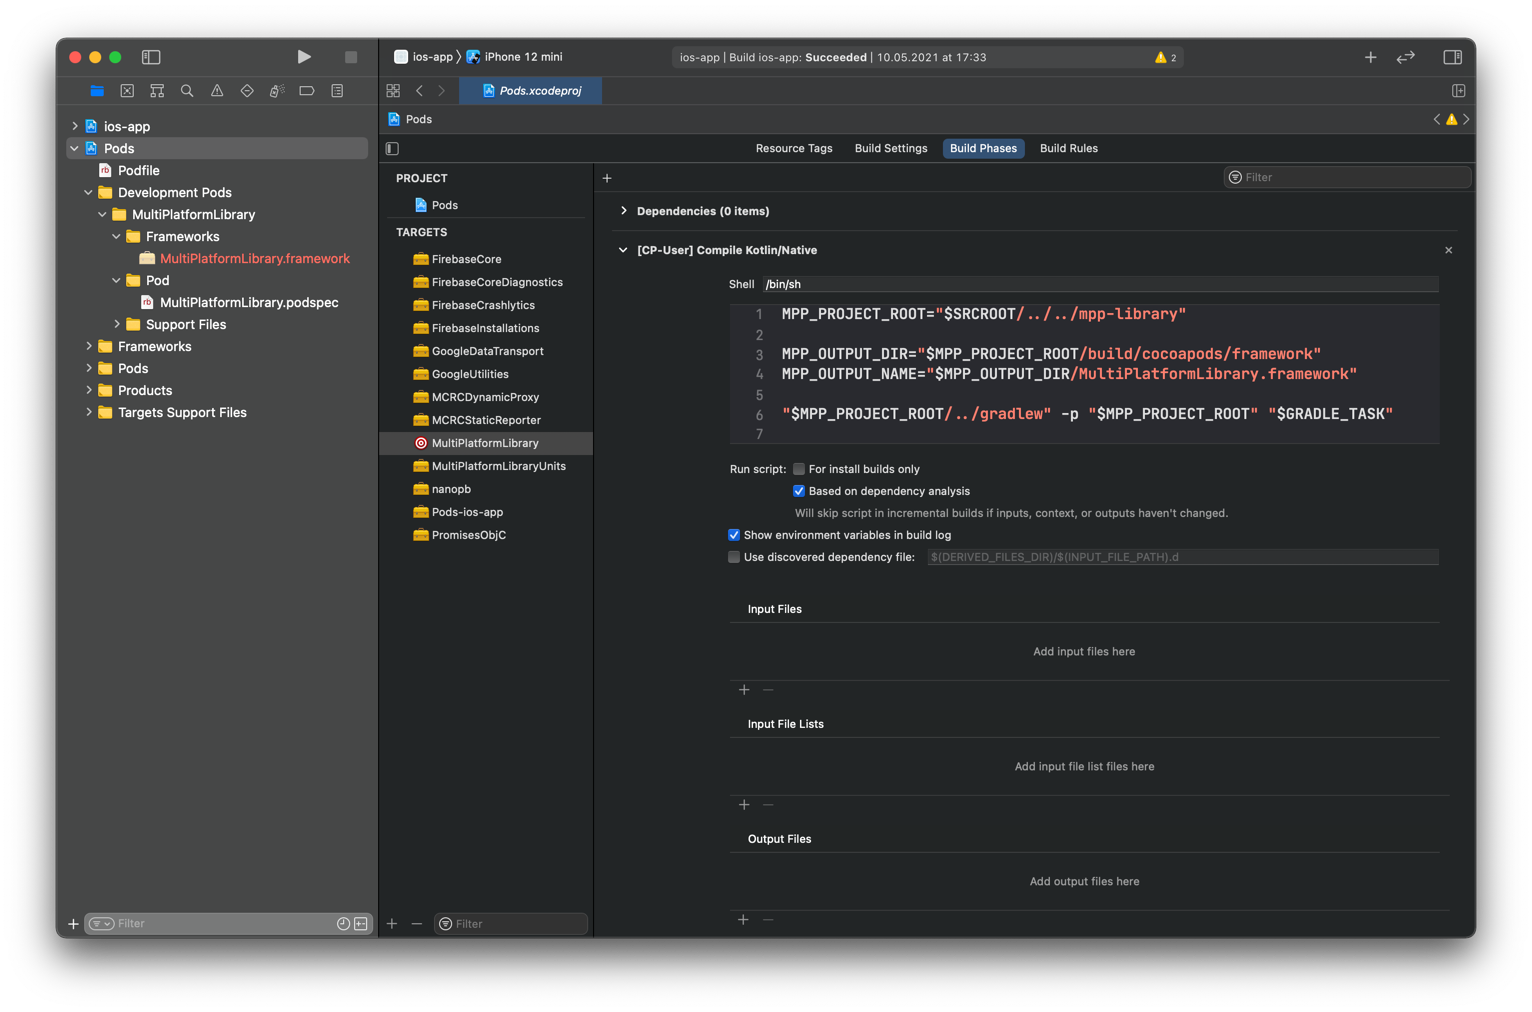 ios-app
iPhone 12 mini
ios-app | Build ios-app: Succeeded | 10.05.2021 at 17:33
2
Pods.xcodeproj
Pods
ios-app
Pods
Podfile
Development Pods
MultiPlatformLibrary
Frameworks
MultiPlatformLibrary.framework
Pod
MultiPlatformLibrary.podspec
Support Files
Frameworks
Pods
Products
Targets Support Files
Filter
Resource Tags
Build Settings
Build Phases
Build Rules
PROJECT
Pods
TARGETS
FirebaseCore
FirebaseCoreDiagnostics
FirebaseCrashlytics
FirebaseInstallations
GoogleDataTransport
GoogleUtilities
MCRCDynamicProxy
MCRCStaticReporter
MultiPlatformLibrary
MultiPlatformLibraryUnits
nanopb
Pods-ios-app
PromisesObjC
Filter
Filter
Dependencies (0 items)
[CP-User] Compile Kotlin/Native
Shell /bin/sh
1 MPP_PROJECT_ROOT="$SRCROOT/../../mpp-library"
2
3 MPP_OUTPUT_DIR="$MPP_PROJECT_ROOT/build/cocoapods/framework"
4 MPP_OUTPUT_NAME="$MPP_OUTPUT_DIR/MultiPlatformLibrary.framework"
5
6 "$MPP_PROJECT_ROOT/../gradlew" -p "$MPP_PROJECT_ROOT" "$GRADLE_TASK"
7
Run script: For install builds only
Based on dependency analysis
Will skip script in incremental builds if inputs, context, or outputs haven't changed.
Show environment variables in build log
Use discovered dependency file: $(DERIVED_FILES_DIR)/$(INPUT_FILE_PATH).d
Input Files
Add input files here
Input File Lists
Add input file list files here
Output Files
Add output files here